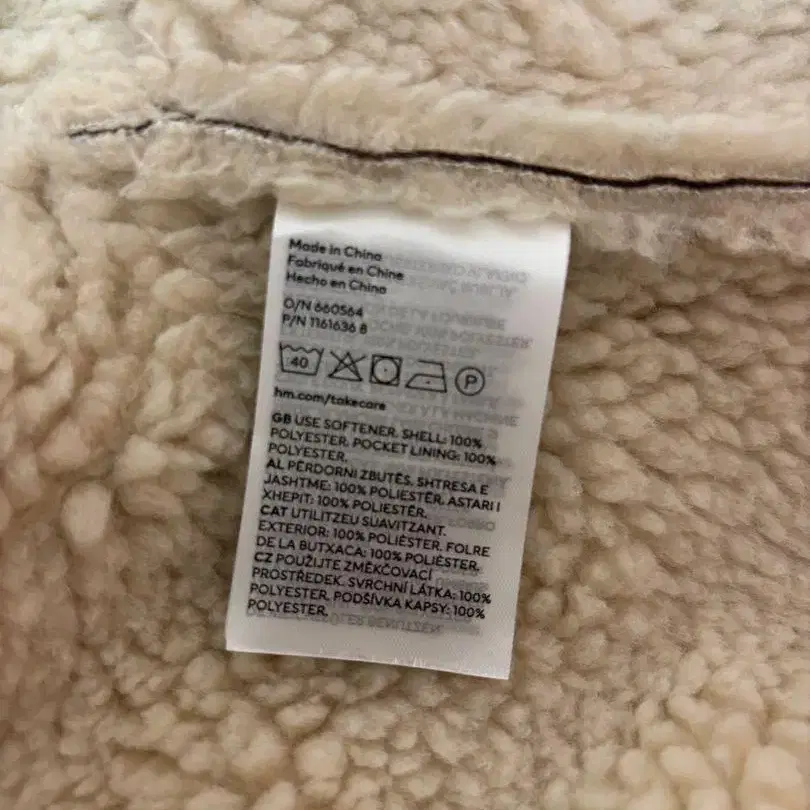 Made in China
Fabriqué en Chine
Hecho en China
O/N 660564
P/N 1161636 8
40
P
hm.com/takecare
GB USE SOFTENER. SHELL: 100%
POLYESTER. POCKET LINING: 100%
POLYESTER.
AL PËRDORNI ZBUTËS. SHTRESA E
JASHTME: 100% POLIESTËR. ASTARI I
XHEPIT: 100% POLIESTËR.
CAT UTILITZEU SUAVITZANT.
EXTERIOR: 100% POLIÈSTER. FOLRE
DE LA BUTXACA: 100% POLIÈSTER.
CZ POUŽIJTE ZMĚKČOVACÍ
PROSTŘEDEK. SVRCHNÍ LÁTKA: 100%
POLYESTER. PODŠÍVKA KAPSY: 100%
POLYESTER.